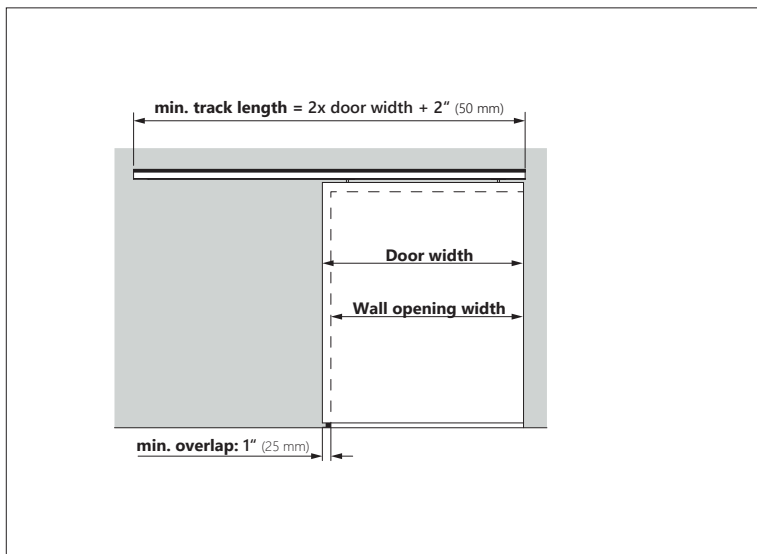 min. track length = 2x door width + 2“ (50 mm)
Door width
Wall opening width
min. overlap: 1“ (25 mm)